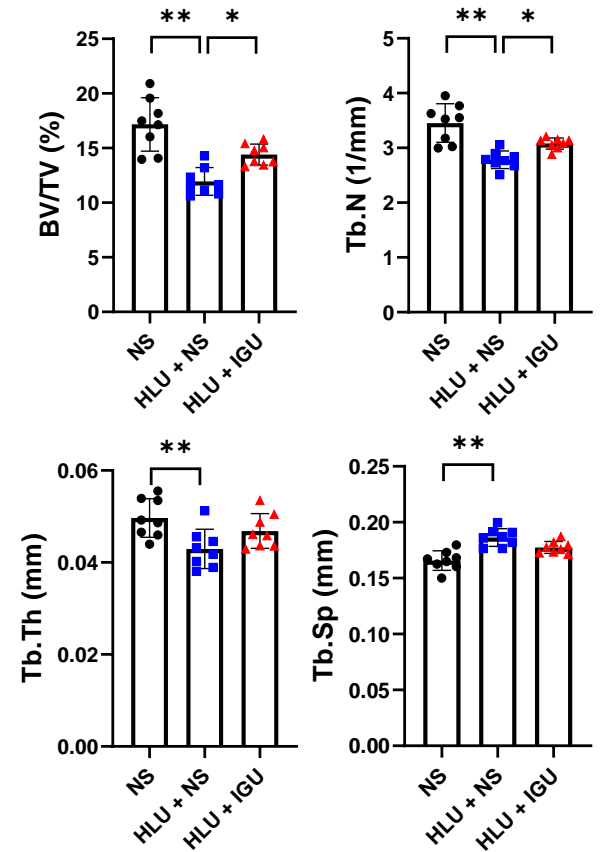 ** *
BV/TV (%)
25
20
15
10
5
0
NS
HLU + NS
HLU + IGU
** *
Tb.N (1/mm)
5
4
3
2
1
0
NS
HLU + NS
HLU + IGU
**
Tb.Th (mm)
0.06
0.04
0.02
0.00
NS
HLU + NS
HLU + IGU
**
Tb.Sp (mm)
0.25
0.20
0.15
0.10
0.05
0.00
NS
HLU + NS
HLU + IGU